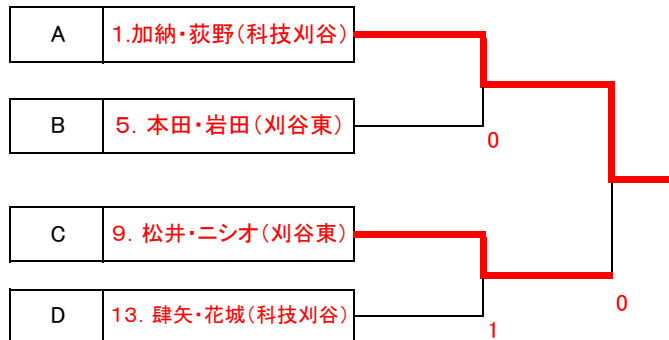 A 1.加納・荻野(科技刈谷)
B 5. 本田・岩田(刈谷東)
0
C 9. 松井・ニシオ(刈谷東)
0
D 13. 肆矢・花城(科技刈谷)
1